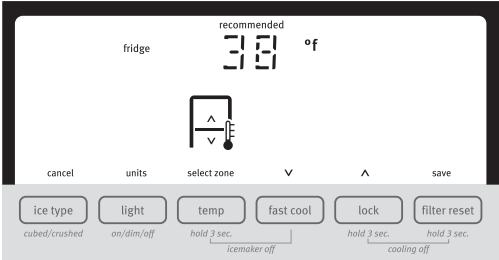 recommended
fridge 38 °f
cancel units select zone save
ice type light temp fast cool lock filter reset
cubed/crushed on/dim/off hold 3 sec. hold 3 sec. hold 3 sec.
icemaker off cooling off